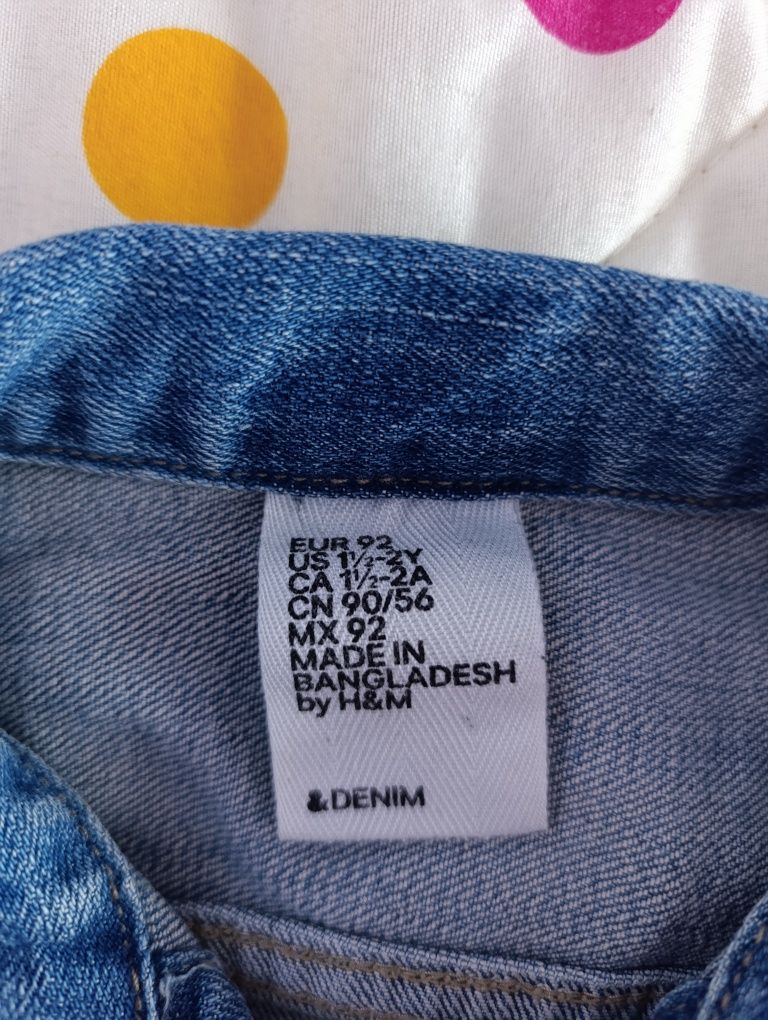 EUR 92
US 1½-2Y
CA 1½-2A
CN 90/56
MX 92
MADE IN
BANGLADESH
by H&M
&DENIM